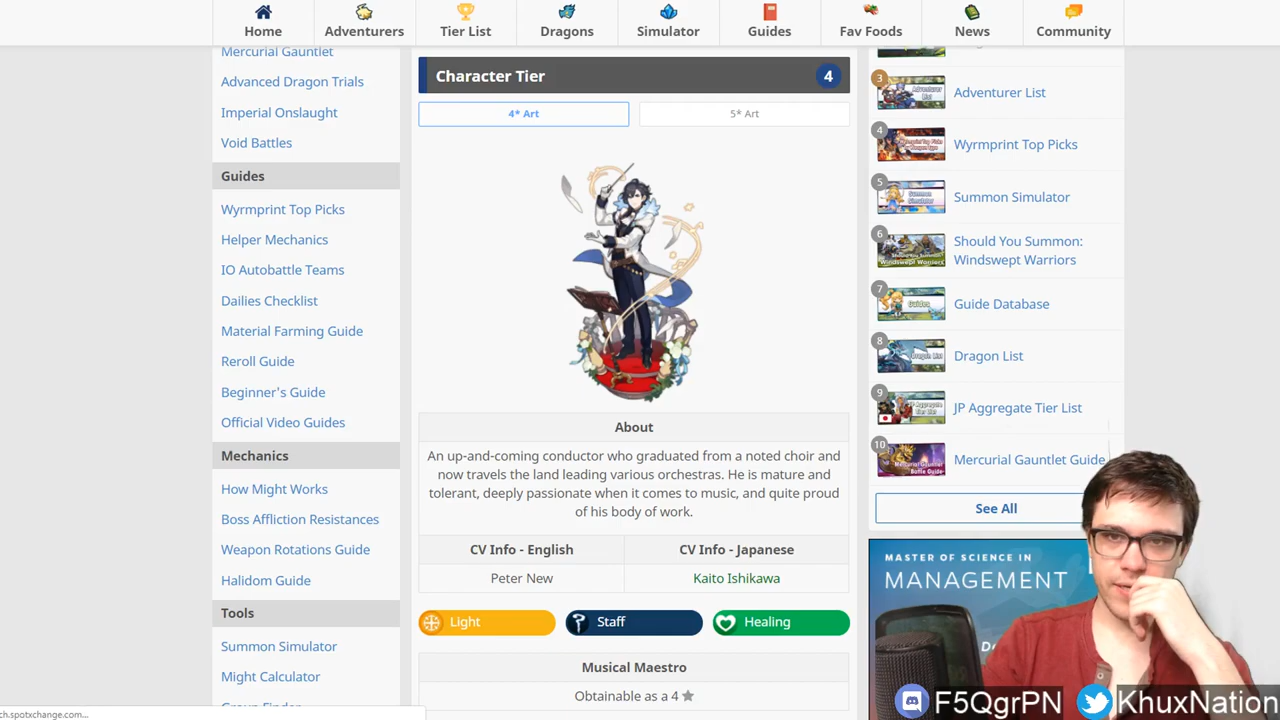 Home
Adventurers
Tier List
Dragons
Simulator
Guides
Fav Foods
News
Community
Mercurial Gauntlet
Advanced Dragon Trials
Imperial Onslaught
Void Battles
Guides
Wyrmprint Top Picks
Helper Mechanics
IO Autobattle Teams
Dailies Checklist
Material Farming Guide
Reroll Guide
Beginner's Guide
Official Video Guides
Mechanics
How Might Works
Boss Affliction Resistances
Weapon Rotations Guide
Halidom Guide
Tools
Summon Simulator
Might Calculator
ch.spotxchange.com...
Character Tier
4
4* Art
5* Art
About
An up-and-coming conductor who graduated from a noted choir and
now travels the land leading various orchestras. He is mature and
tolerant, deeply passionate when it comes to music, and quite proud
of his body of work.
CV Info - English
CV Info - Japanese
Peter New
Kaito Ishikawa
Light
Staff
Healing
Musical Maestro
Obtainable as a 4
3
Adventurer List
4
Wyrmprint Top Picks
5
Summon Simulator
6
Should You Summon:
Windswept Warriors
7
Guide Database
8
Dragon List
9
JP Aggregate Tier List
10
Mercurial Gauntlet Guide
See All
MASTER OF SCIENCE IN
MANAGEMENT
F5QgrPN
KnuxNation